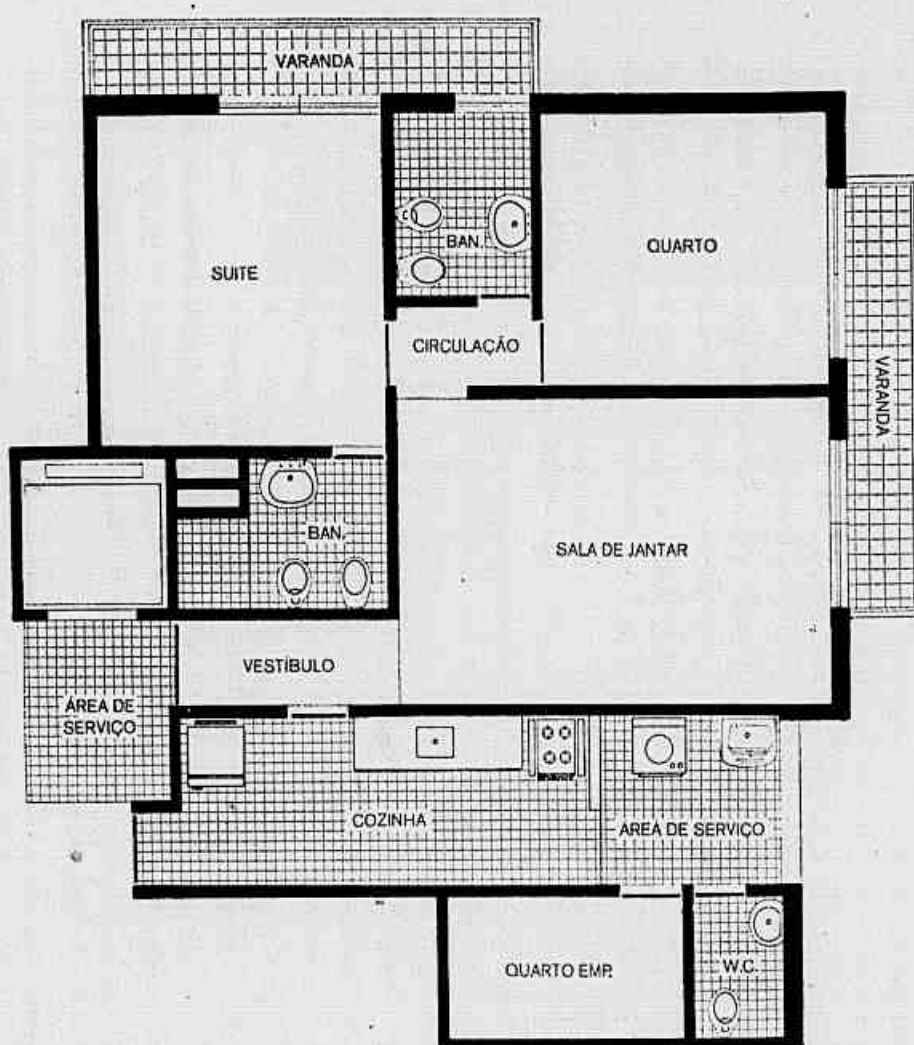 VARANDA
BAN.
QUARTO
SUITE
CIRCULAÇÃO
VARANDA
SALA DE JANTAR
BAN.
VESTÍBULO
ÁREA DE
SERVIÇO
COZINHA
AREA DE SERVIÇO
QUARTO EMP.
W.C.